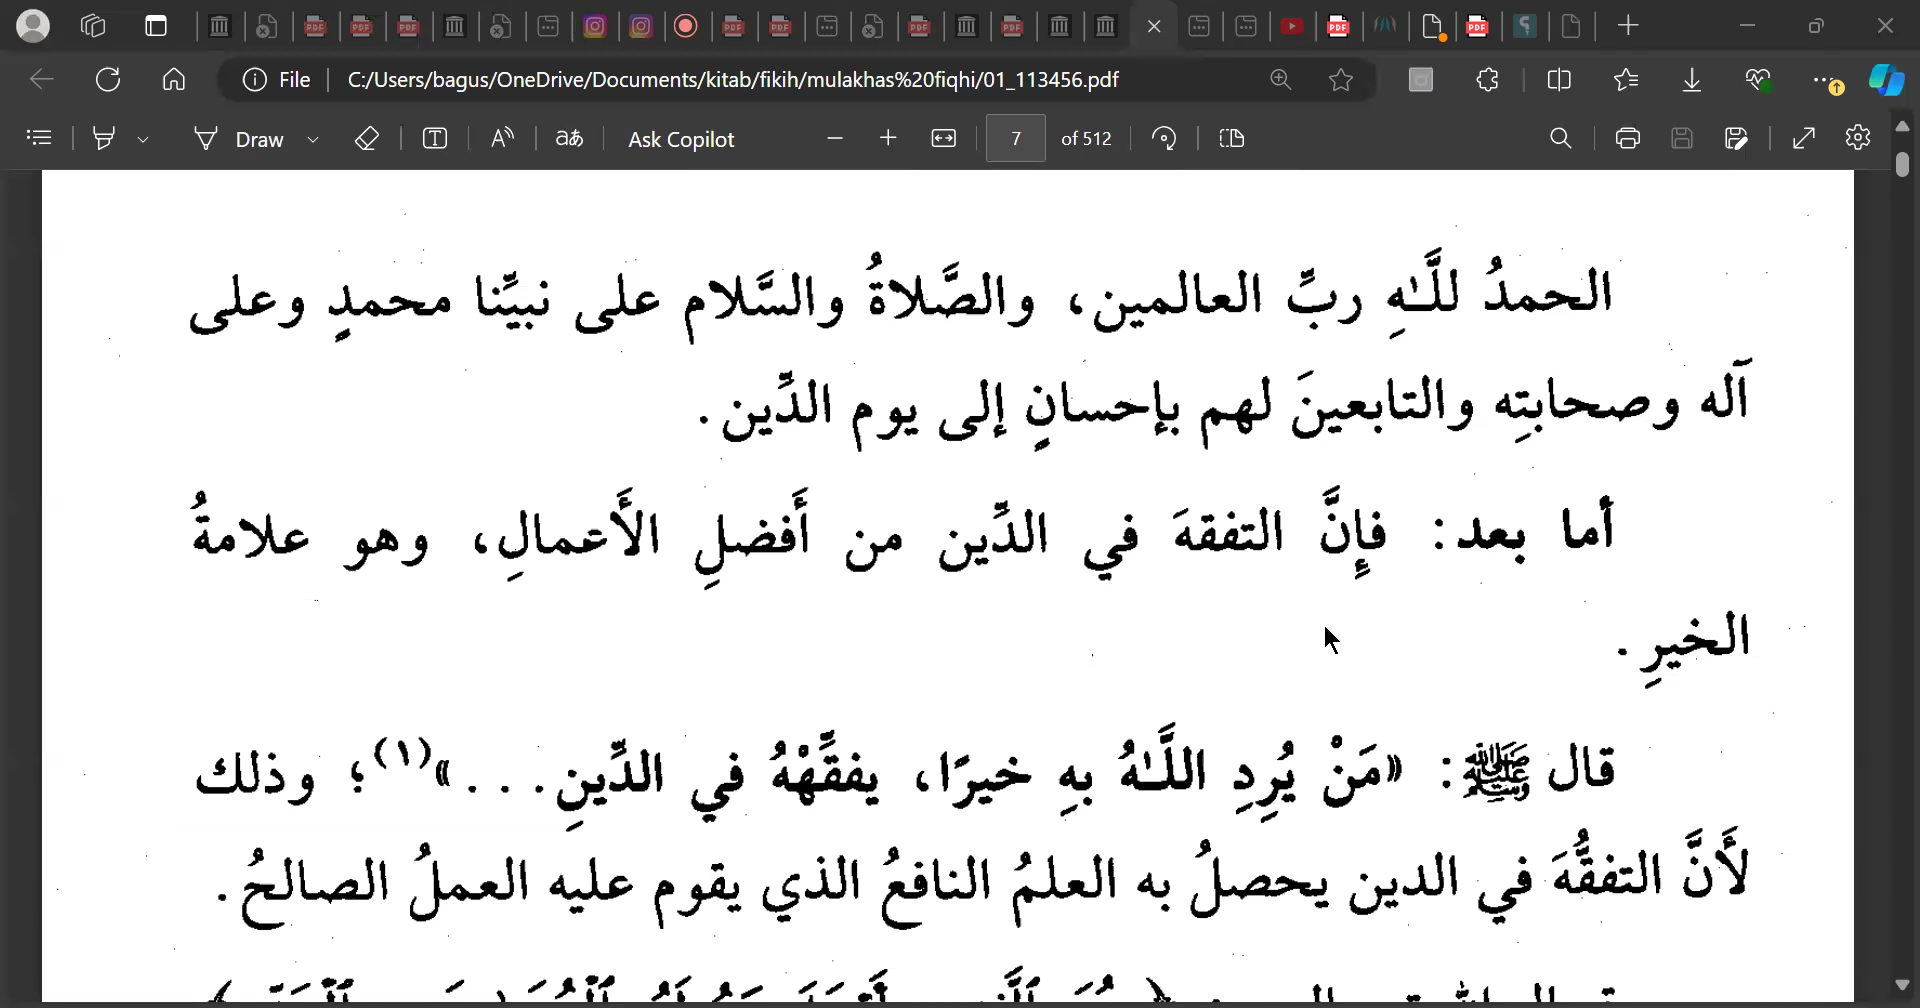 File
C:/Users/bagus/OneDrive/Documents/kitab/fikih/mulakhas%20fiqhi/01_113456.pdf
Draw
Ask Copilot
7
of 512
الحمدُ للَّـٰهِ ربِّ العالمين، والصَّلاةُ والسَّلام على نبيِّنا محمدٍ وعلى
آله وصحابتِه والتابعينَ لهم بإحسانٍ إلى يوم الدِّين.
أما بعد: فإِنَّ التفقهَ في الدِّين من أَفضلِ الأَعمالِ، وهو علامةُ
الخيرِ.
قال ﷺ: «مَنْ يُرِدِ اللَّـٰهُ بهِ خيرًا، يفقِّهْهُ في الدِّينِ...»(١)؛ وذلك
لأَنَّ التفقُّهَ في الدين يحصلُ به العلمُ النافعُ الذي يقوم عليه العملُ الصالحُ.